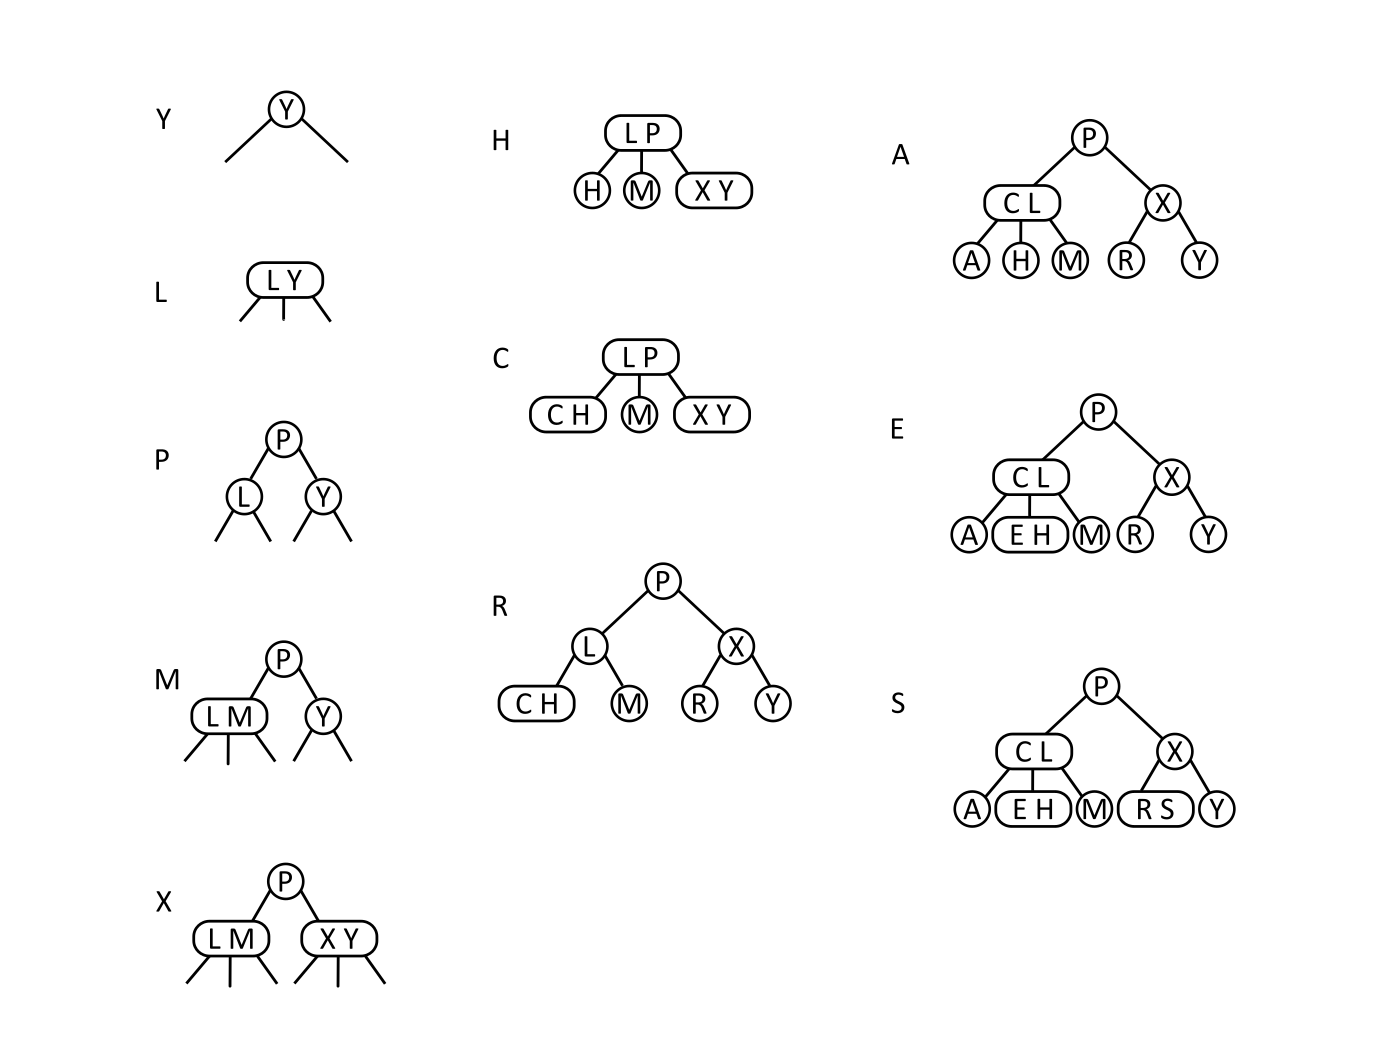 Y
Y
L
L Y
P
P
L Y
M
P
L M Y
X
P
L M X Y
H
L P
H M X Y
C
L P
C H M X Y
R
P
L X
C H M R Y
A
P
C L X
A H M R Y
E
P
C L X
A E H M R Y
S
P
C L X
A E H M R S Y